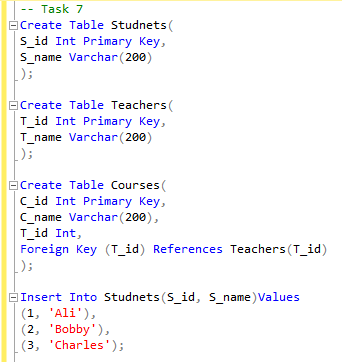 -- Task 7
Create Table Studnets(
S_id Int Primary Key,
S_name Varchar(200)
);
Create Table Teachers(
T_id Int Primary Key,
T_name Varchar(200)
);
Create Table Courses(
C_id Int Primary Key,
C_name Varchar(200),
T_id Int,
Foreign Key (T_id) References Teachers(T_id)
);
Insert Into Studnets(S_id, S_name)Values
(1, 'Ali'),
(2, 'Bobby'),
(3, 'Charles');